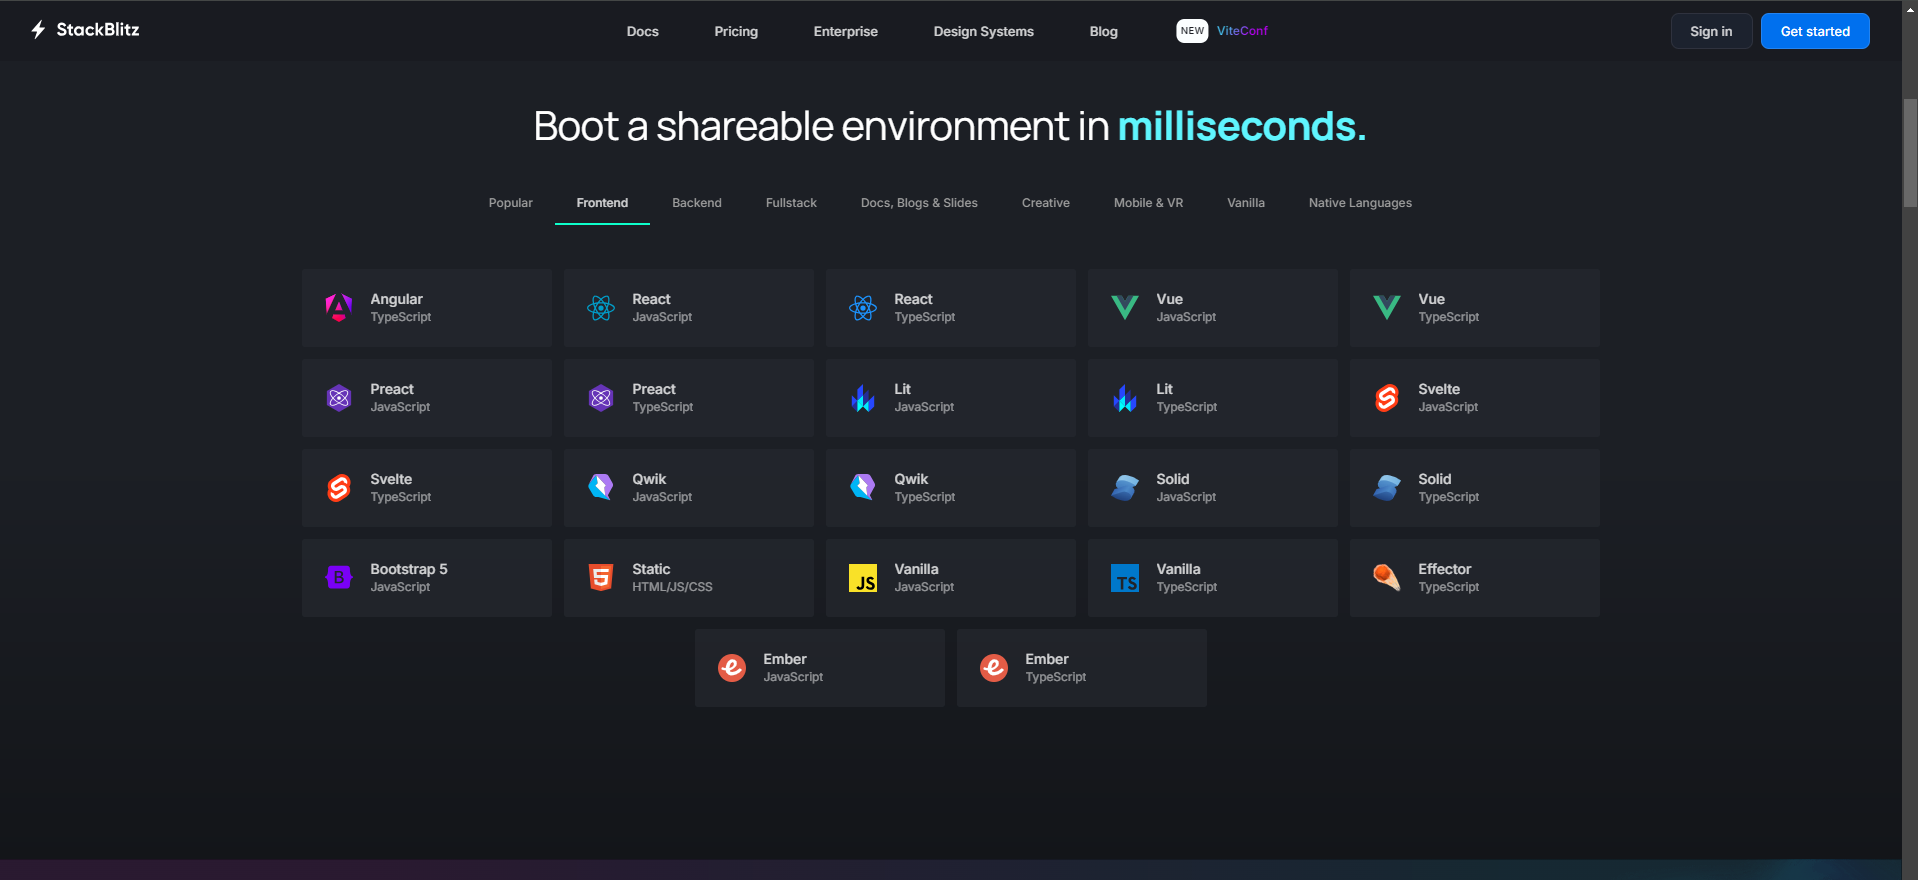 StackBlitz
Docs Pricing Enterprise Design Systems Blog NEW ViteConf
Sign in Get started
Boot a shareable environment in milliseconds.
Popular Frontend Backend Fullstack Docs, Blogs & Slides Creative Mobile & VR Vanilla Native Languages
Angular
TypeScript
React
JavaScript
React
TypeScript
Vue
JavaScript
Vue
TypeScript
Preact
JavaScript
Preact
TypeScript
Lit
JavaScript
Lit
TypeScript
Svelte
JavaScript
Svelte
TypeScript
Qwik
JavaScript
Qwik
TypeScript
Solid
JavaScript
Solid
TypeScript
B
Bootstrap 5
JavaScript
5
Static
HTML/JS/CSS
JS
Vanilla
JavaScript
TS
Vanilla
TypeScript
Effector
TypeScript
e
Ember
JavaScript
e
Ember
TypeScript